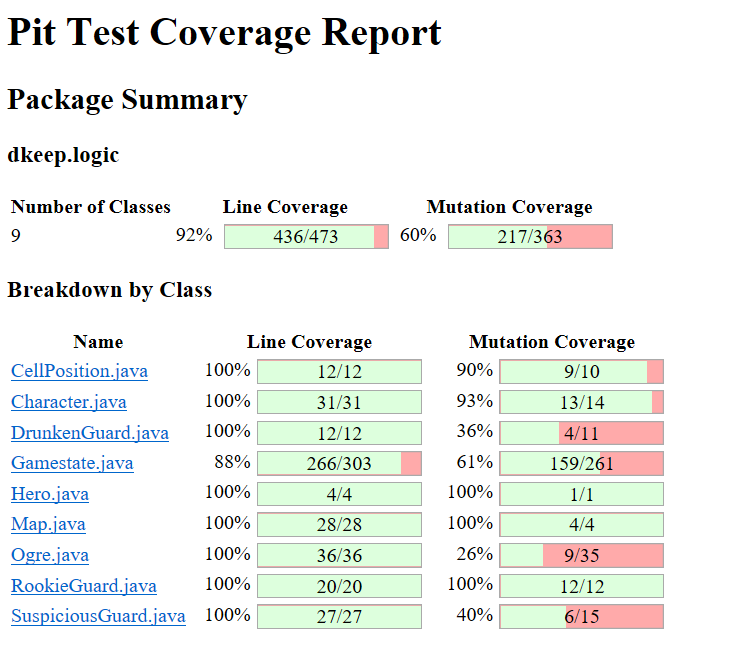 Pit Test Coverage Report
Package Summary
dkeep.logic
Number of Classes Line Coverage Mutation Coverage
9 92% 436/473 60% 217/363
Breakdown by Class
Name Line Coverage Mutation Coverage
CellPosition.java 100% 12/12 90% 9/10
Character.java 100% 31/31 93% 13/14
DrunkenGuard.java 100% 12/12 36% 4/11
Gamestate.java 88% 266/303 61% 159/261
Hero.java 100% 4/4 100% 1/1
Map.java 100% 28/28 100% 4/4
Ogre.java 100% 36/36 26% 9/35
RookieGuard.java 100% 20/20 100% 12/12
SuspiciousGuard.java 100% 27/27 40% 6/15